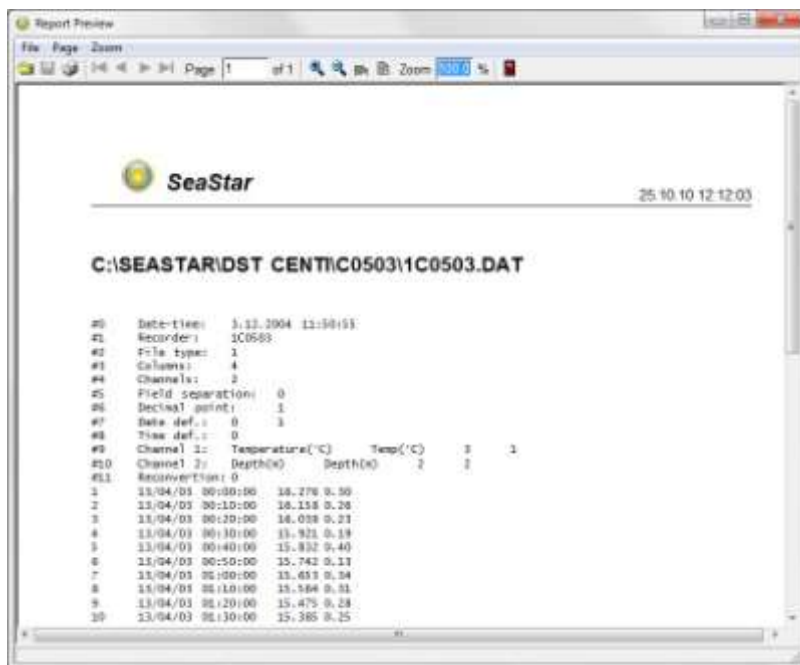 Report Preview
File Page Zoom
Page 1 of 1 Zoom 100.0 %
SeaStar
25.10.10 12:12:03
C:\SEASTAR\DST CENTI\C0503\1C0503.DAT
#0 Date-time: 3.12.2004 11:50:55
#1 Recorder: 1C0503
#2 File type: 1
#3 Columns: 4
#4 Channels: 2
#5 Field separation: 0
#6 Decimal point: 1
#7 Date def.: 0 1
#8 Time def.: 0
#9 Channel 1: Temperature(°C) Temp(°C) 3 1
#10 Channel 2: Depth(m) Depth(m) 2 2
#11 Reconvertion: 0
1 13/04/03 00:00:00 16.276 0.30
2 13/04/03 00:10:00 16.158 0.26
3 13/04/03 00:20:00 16.039 0.23
4 13/04/03 00:30:00 15.921 0.19
5 13/04/03 00:40:00 15.832 0.40
6 13/04/03 00:50:00 15.742 0.13
7 13/04/03 01:00:00 15.653 0.34
8 13/04/03 01:10:00 15.564 0.31
9 13/04/03 01:20:00 15.475 0.28
10 13/04/03 01:30:00 15.385 0.25